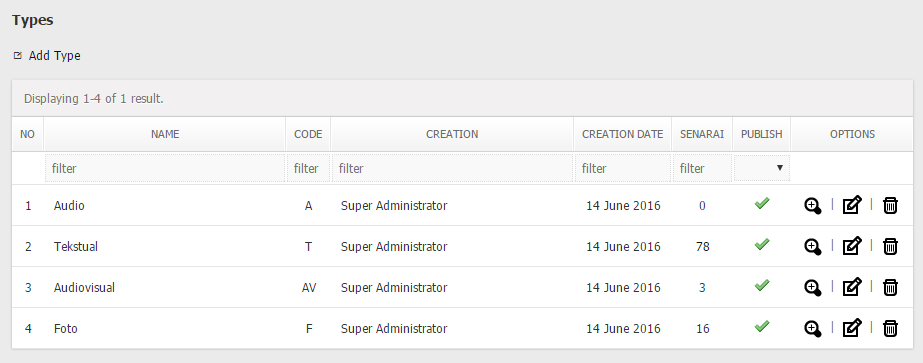 Types
Add Type
Displaying 1-4 of 1 result.
NO NAME CODE CREATION CREATION DATE SENARAI PUBLISH OPTIONS
filter filter filter filter filter
1 Audio A Super Administrator 14 June 2016 0 | |
2 Tekstual T Super Administrator 14 June 2016 78 | |
3 Audiovisual AV Super Administrator 14 June 2016 3 | |
4 Foto F Super Administrator 14 June 2016 16 | |